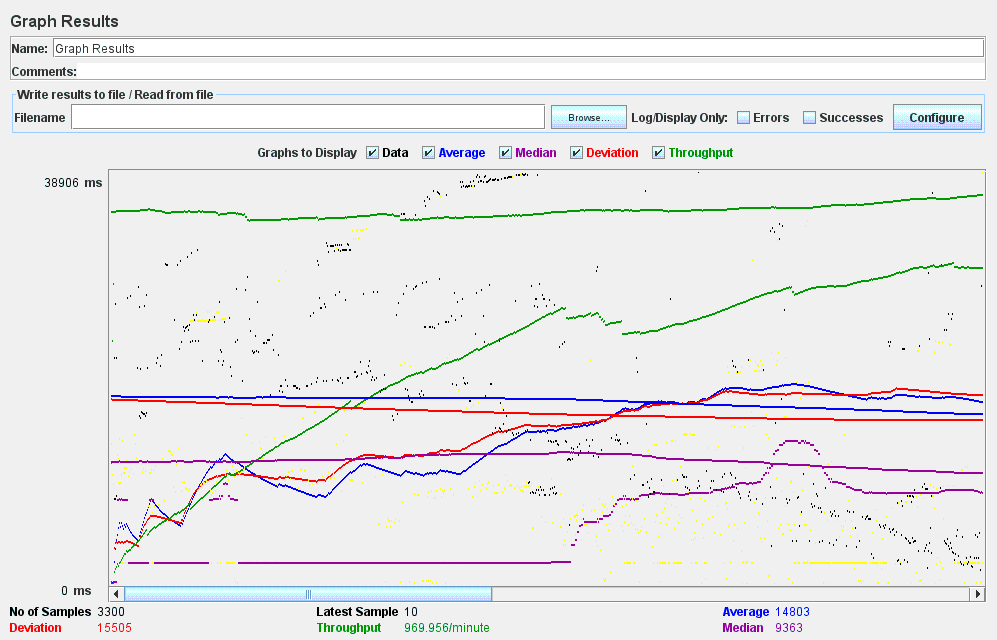 Graph Results
Name: Graph Results
Comments:
Write results to file / Read from file
Filename Browse... Log/Display Only: Errors Successes Configure
Graphs to Display Data Average Median Deviation Throughput
38906 ms
0 ms
No of Samples 3300 Latest Sample 10 Average 14803
Deviation 15505 Throughput 969.956/minute Median 9363